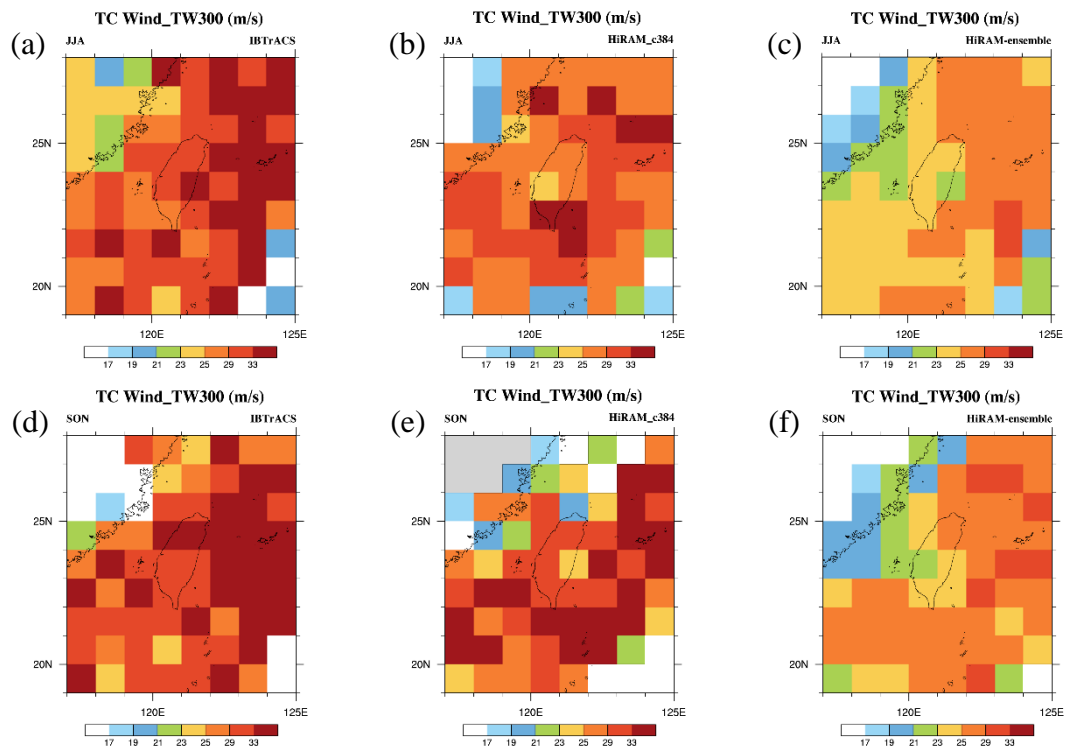 (a) TC Wind_TW300 (m/s)
JJA IBTrACS
25N
20N
120E 125E
17 19 21 23 25 29 33
(b) TC Wind_TW300 (m/s)
JJA HiRAM_c384
25N
20N
120E 125E
17 19 21 23 25 29 33
(c) TC Wind_TW300 (m/s)
JJA HiRAM-ensemble
25N
20N
120E 125E
17 19 21 23 25 29 33
(d) TC Wind_TW300 (m/s)
SON IBTrACS
25N
20N
120E 125E
17 19 21 23 25 29 33
(e) TC Wind_TW300 (m/s)
SON HiRAM_c384
25N
20N
120E 125E
17 19 21 23 25 29 33
(f) TC Wind_TW300 (m/s)
SON HiRAM-ensemble
25N
20N
120E 125E
17 19 21 23 25 29 33